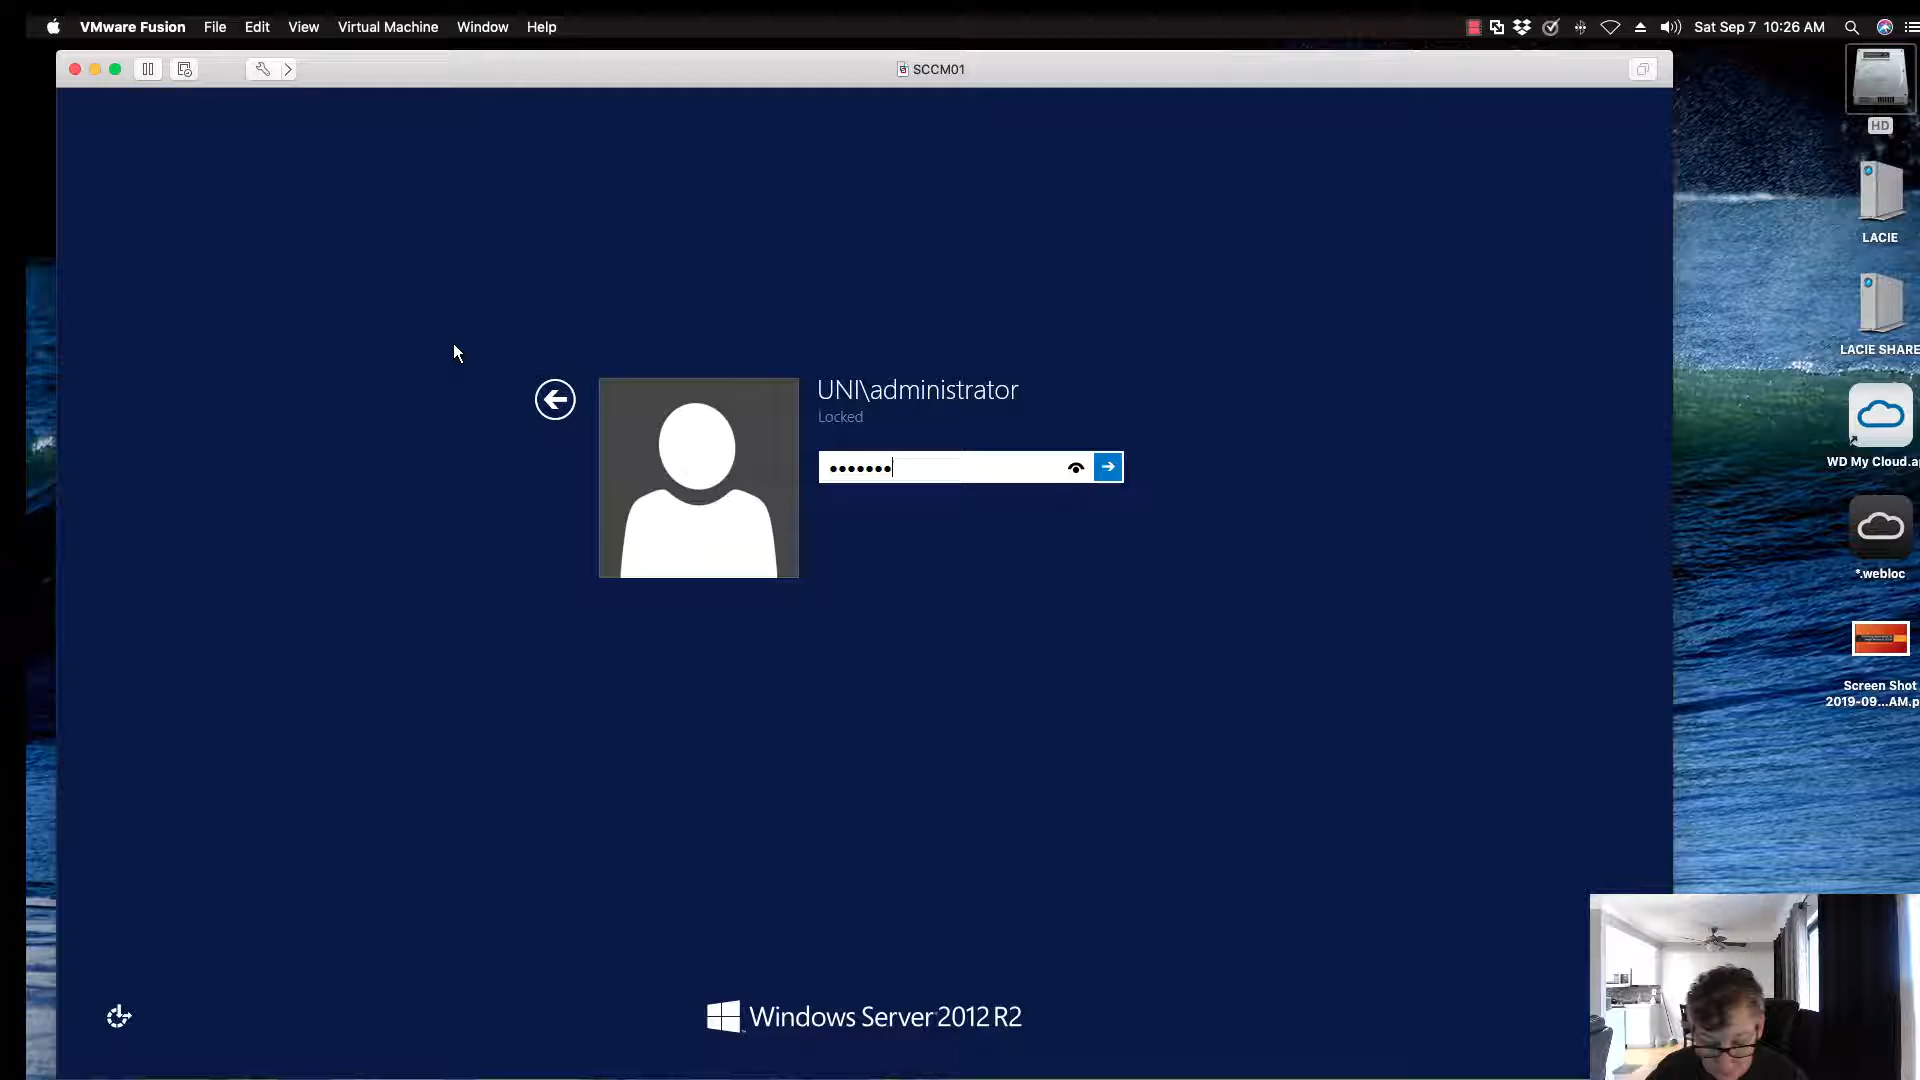 VMware Fusion File Edit View Virtual Machine Window Help Sat Sep 7 10:26 AM
SCCM01
HD
LACIE
LACIE SHARE
WD My Cloud.a
*.webloc
Screen Shot
2019-09...AM.p
UNI\administrator
Locked
Windows Server 2012 R2